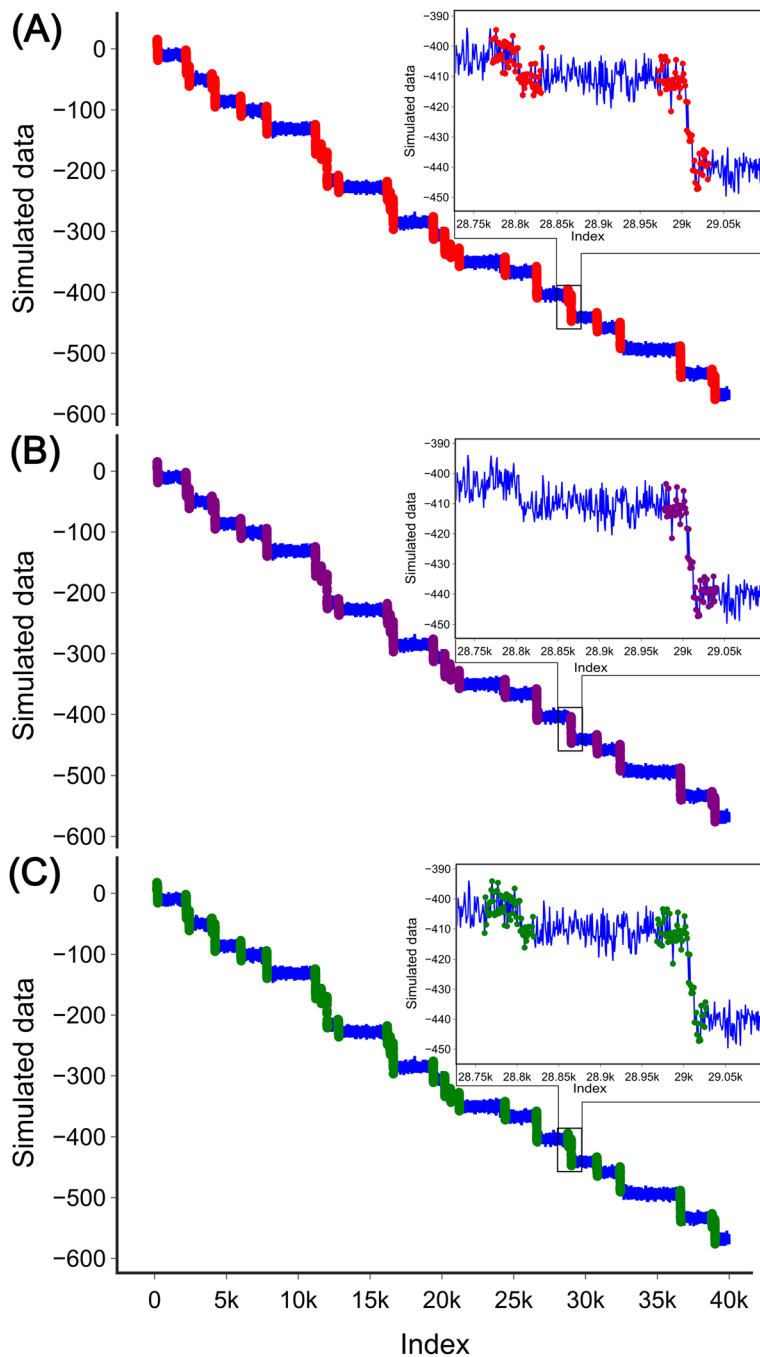 (A)
0
−100
−200
−300
−400
−500
−600
Simulated data
−390
−400
−410
−420
−430
−440
−450
Simulated data
28.75k 28.8k 28.85k 28.9k 28.95k 29k 29.05k
Index
(B)
0
−100
−200
−300
−400
−500
−600
Simulated data
−390
−400
−410
−420
−430
−440
−450
Simulated data
28.75k 28.8k 28.85k 28.9k 28.95k 29k 29.05k
Index
(C)
0
−100
−200
−300
−400
−500
−600
Simulated data
−390
−400
−410
−420
−430
−440
−450
Simulated data
28.75k 28.8k 28.85k 28.9k 28.95k 29k 29.05k
Index
0 5k 10k 15k 20k 25k 30k 35k 40k
Index